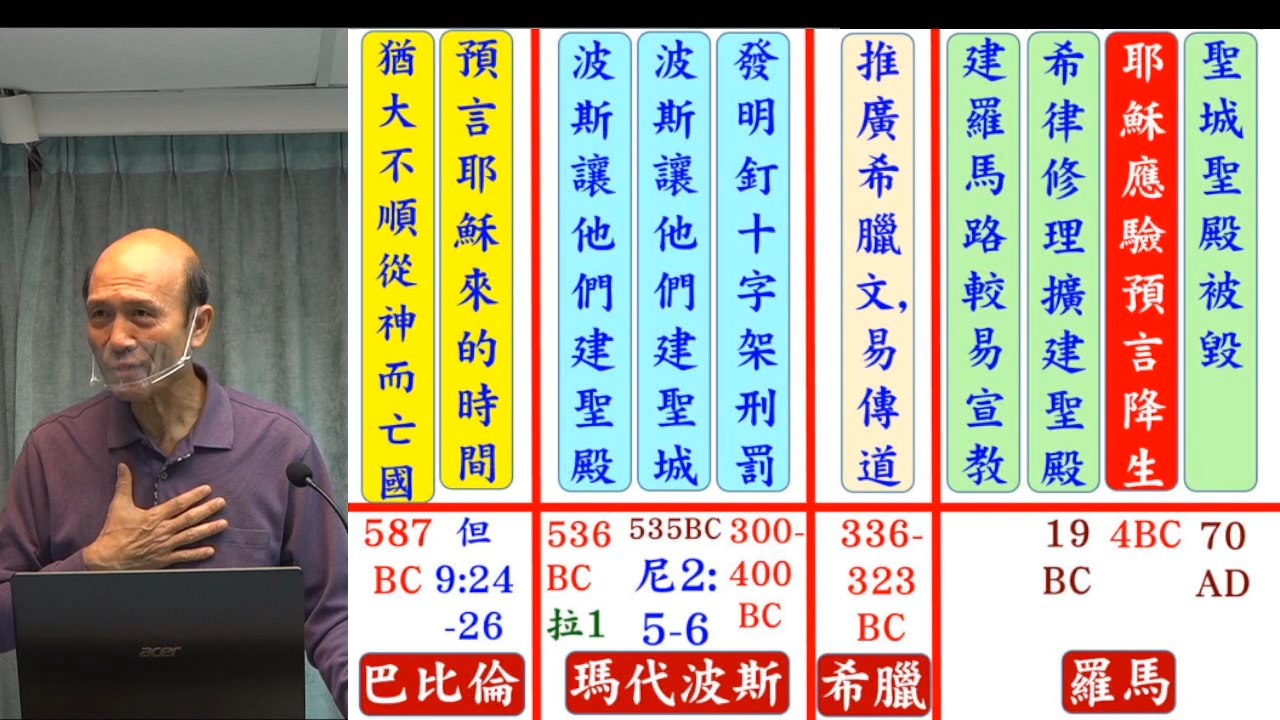 猶大不順從神而亡國
預言耶穌來的時間
波斯讓他們建聖殿
波斯讓他們建聖城
發明釘十字架刑罰
推廣希臘文,易傳道
建羅馬路較易宣教
希律修理擴建聖殿
耶穌應驗預言降生
聖城聖殿被毀
587
BC
但
9:24
-26
536
BC
拉1
535BC
尼2:
5-6
300-
400
BC
336-
323
BC
19
BC
4BC
70
AD
巴比倫
瑪代波斯
希臘
羅馬
acer